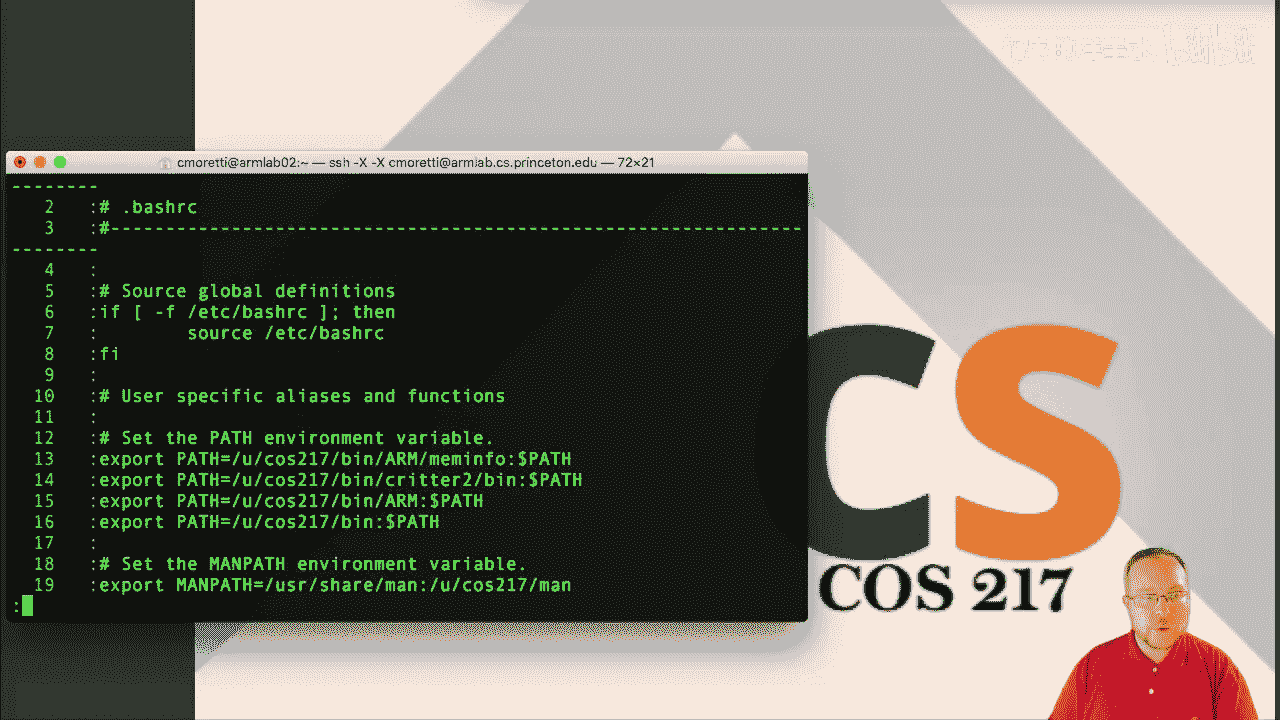 cmoretti@armlab02:~ — ssh -X -X cmoretti@armlab.cs.princeton.edu — 72×21
--------
2 :# .bashrc
3 :#---------------------------------------------------------------
--------
4 :
5 :# Source global definitions
6 :if [ -f /etc/bashrc ]; then
7 :        source /etc/bashrc
8 :fi
9 :
10 :# User specific aliases and functions
11 :
12 :# Set the PATH environment variable.
13 :export PATH=/u/cos217/bin/ARM/meminfo:$PATH
14 :export PATH=/u/cos217/bin/critter2/bin:$PATH
15 :export PATH=/u/cos217/bin/ARM:$PATH
16 :export PATH=/u/cos217/bin:$PATH
17 :
18 :# Set the MANPATH environment variable.
19 :export MANPATH=/usr/share/man:/u/cos217/man
:
CS
COS 217